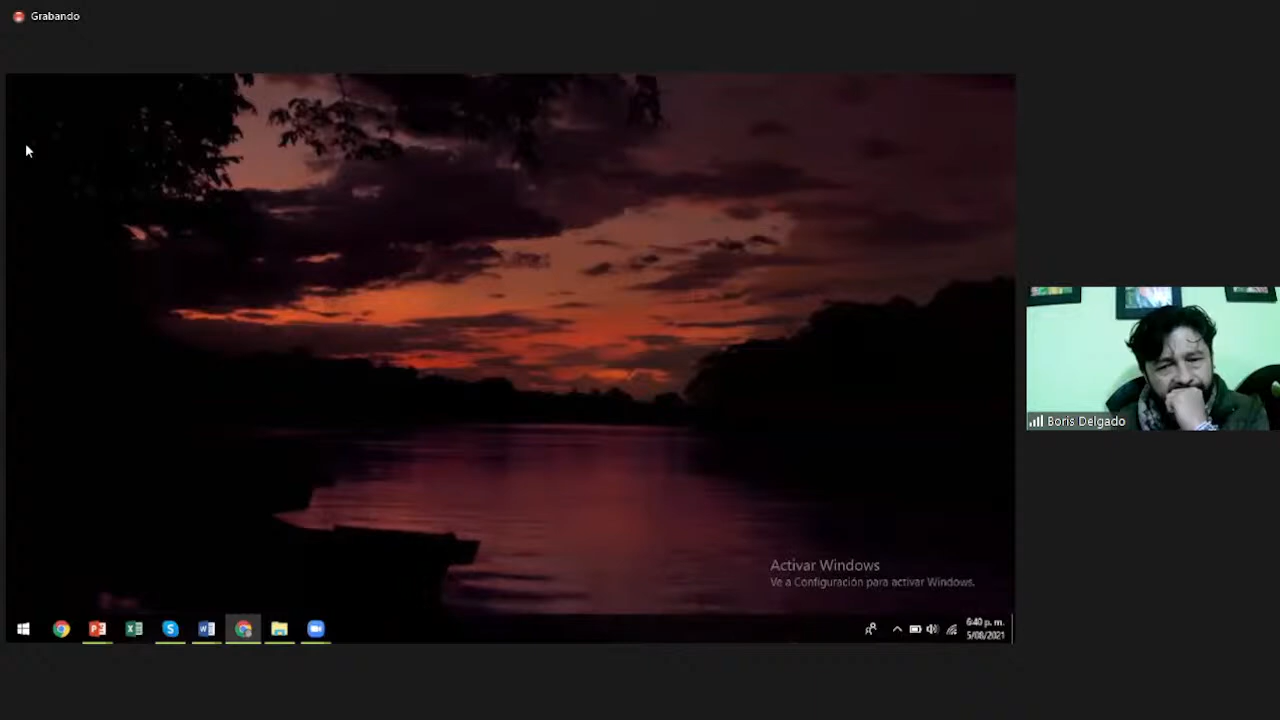 Grabando
Boris Delgado
Activar Windows
Ve a Configuración para activar Windows.
6:40 p. m.
5/08/2021